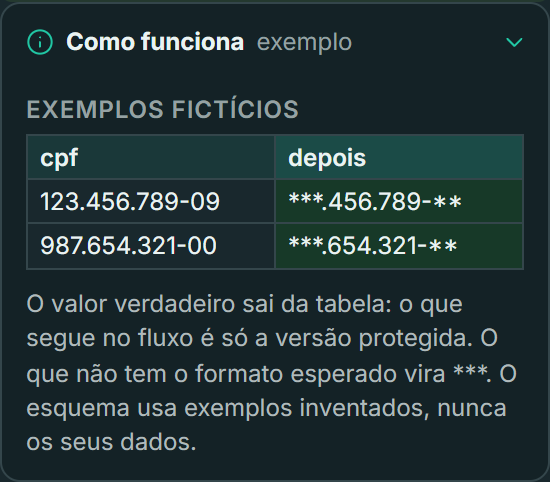 Como funciona exemplo
EXEMPLOS FICTÍCIOS
cpf depois
123.456.789-09 ***.456.789-**
987.654.321-00 ***.654.321-**
O valor verdadeiro sai da tabela: o que
segue no fluxo é só a versão protegida. O
que não tem o formato esperado vira ***. O
esquema usa exemplos inventados, nunca
os seus dados.